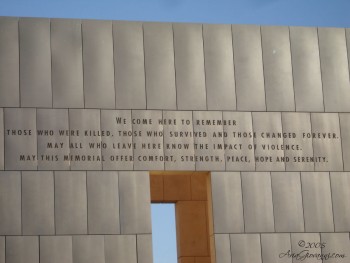 WE COME HERE TO REMEMBER
THOSE WHO WERE KILLED, THOSE WHO SURVIVED AND THOSE CHANGED FOREVER.
MAY ALL WHO LEAVE HERE KNOW THE IMPACT OF VIOLENCE.
MAY THIS MEMORIAL OFFER COMFORT, STRENGTH, PEACE, HOPE AND SERENITY.
©2005